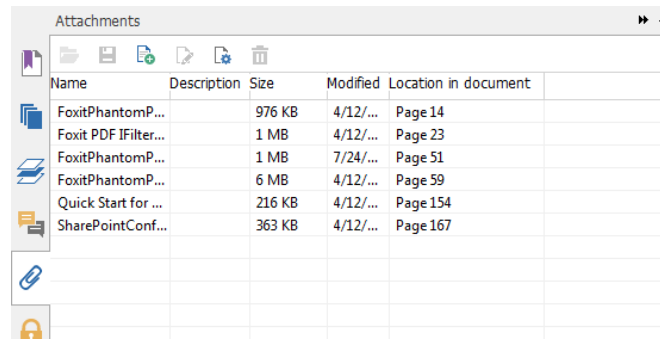 Attachments
Name Description Size Modified Location in document
FoxitPhantomP... 976 KB 4/12/... Page 14
Foxit PDF IFilter... 1 MB 4/12/... Page 23
FoxitPhantomP... 1 MB 7/24/... Page 51
FoxitPhantomP... 6 MB 4/12/... Page 59
Quick Start for ... 216 KB 4/12/... Page 154
SharePointConf... 363 KB 4/12/... Page 167